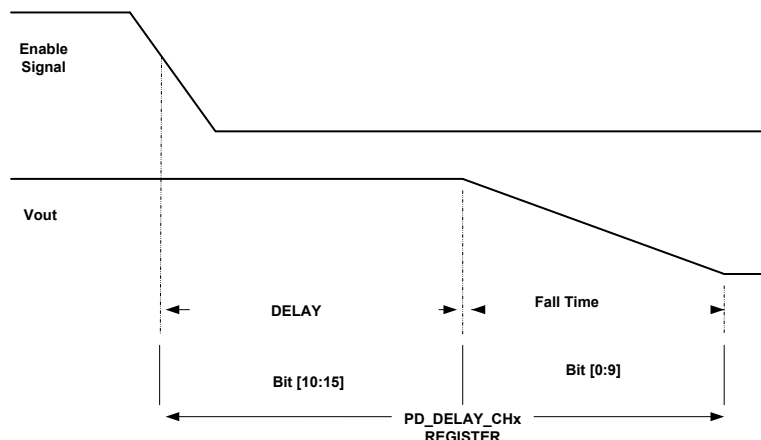 Enable
Signal
Vout
DELAY
Fall Time
Bit [10:15]
Bit [0:9]
PD_DELAY_CHx
REGISTER